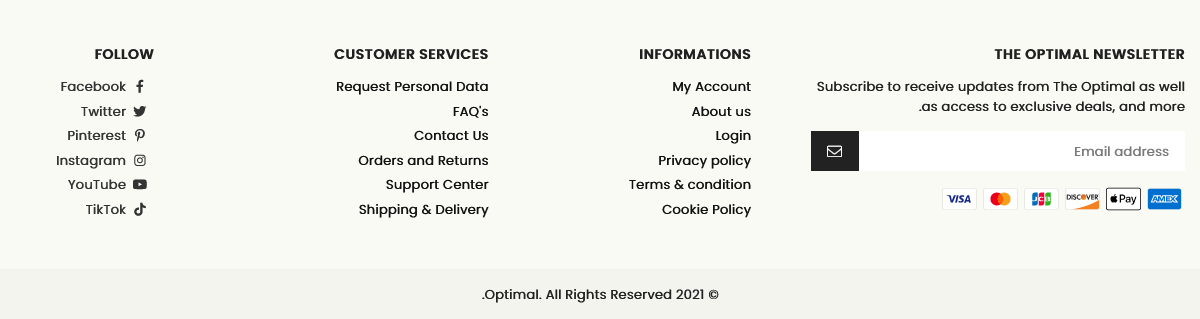 THE OPTIMAL NEWSLETTER
Subscribe to receive updates from The Optimal as well
.as access to exclusive deals, and more
Email address
VISA
JCB
DISCOVER
Pay
AMEX
INFORMATIONS
My Account
About us
Login
Privacy policy
Terms & condition
Cookie Policy
CUSTOMER SERVICES
Request Personal Data
FAQ's
Contact Us
Orders and Returns
Support Center
Shipping & Delivery
FOLLOW
Facebook
Twitter
Pinterest
Instagram
YouTube
TikTok
.Optimal. All Rights Reserved 2021 ©